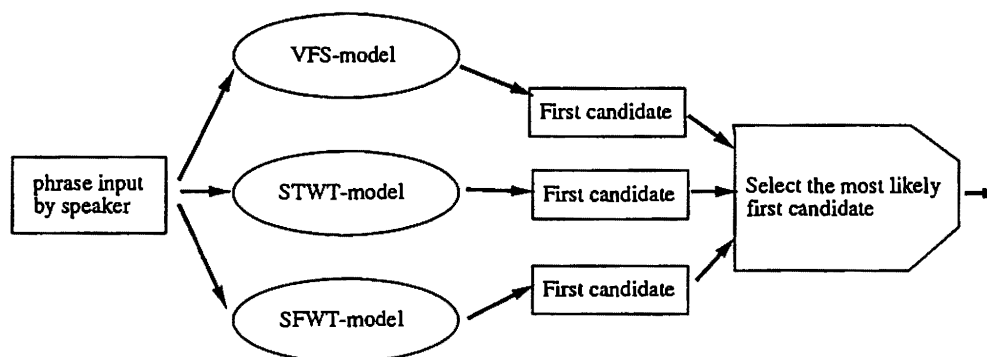 VFS-model
First candidate
phrase input
by speaker
STWT-model
First candidate
Select the most likely
first candidate
SFWT-model
First candidate